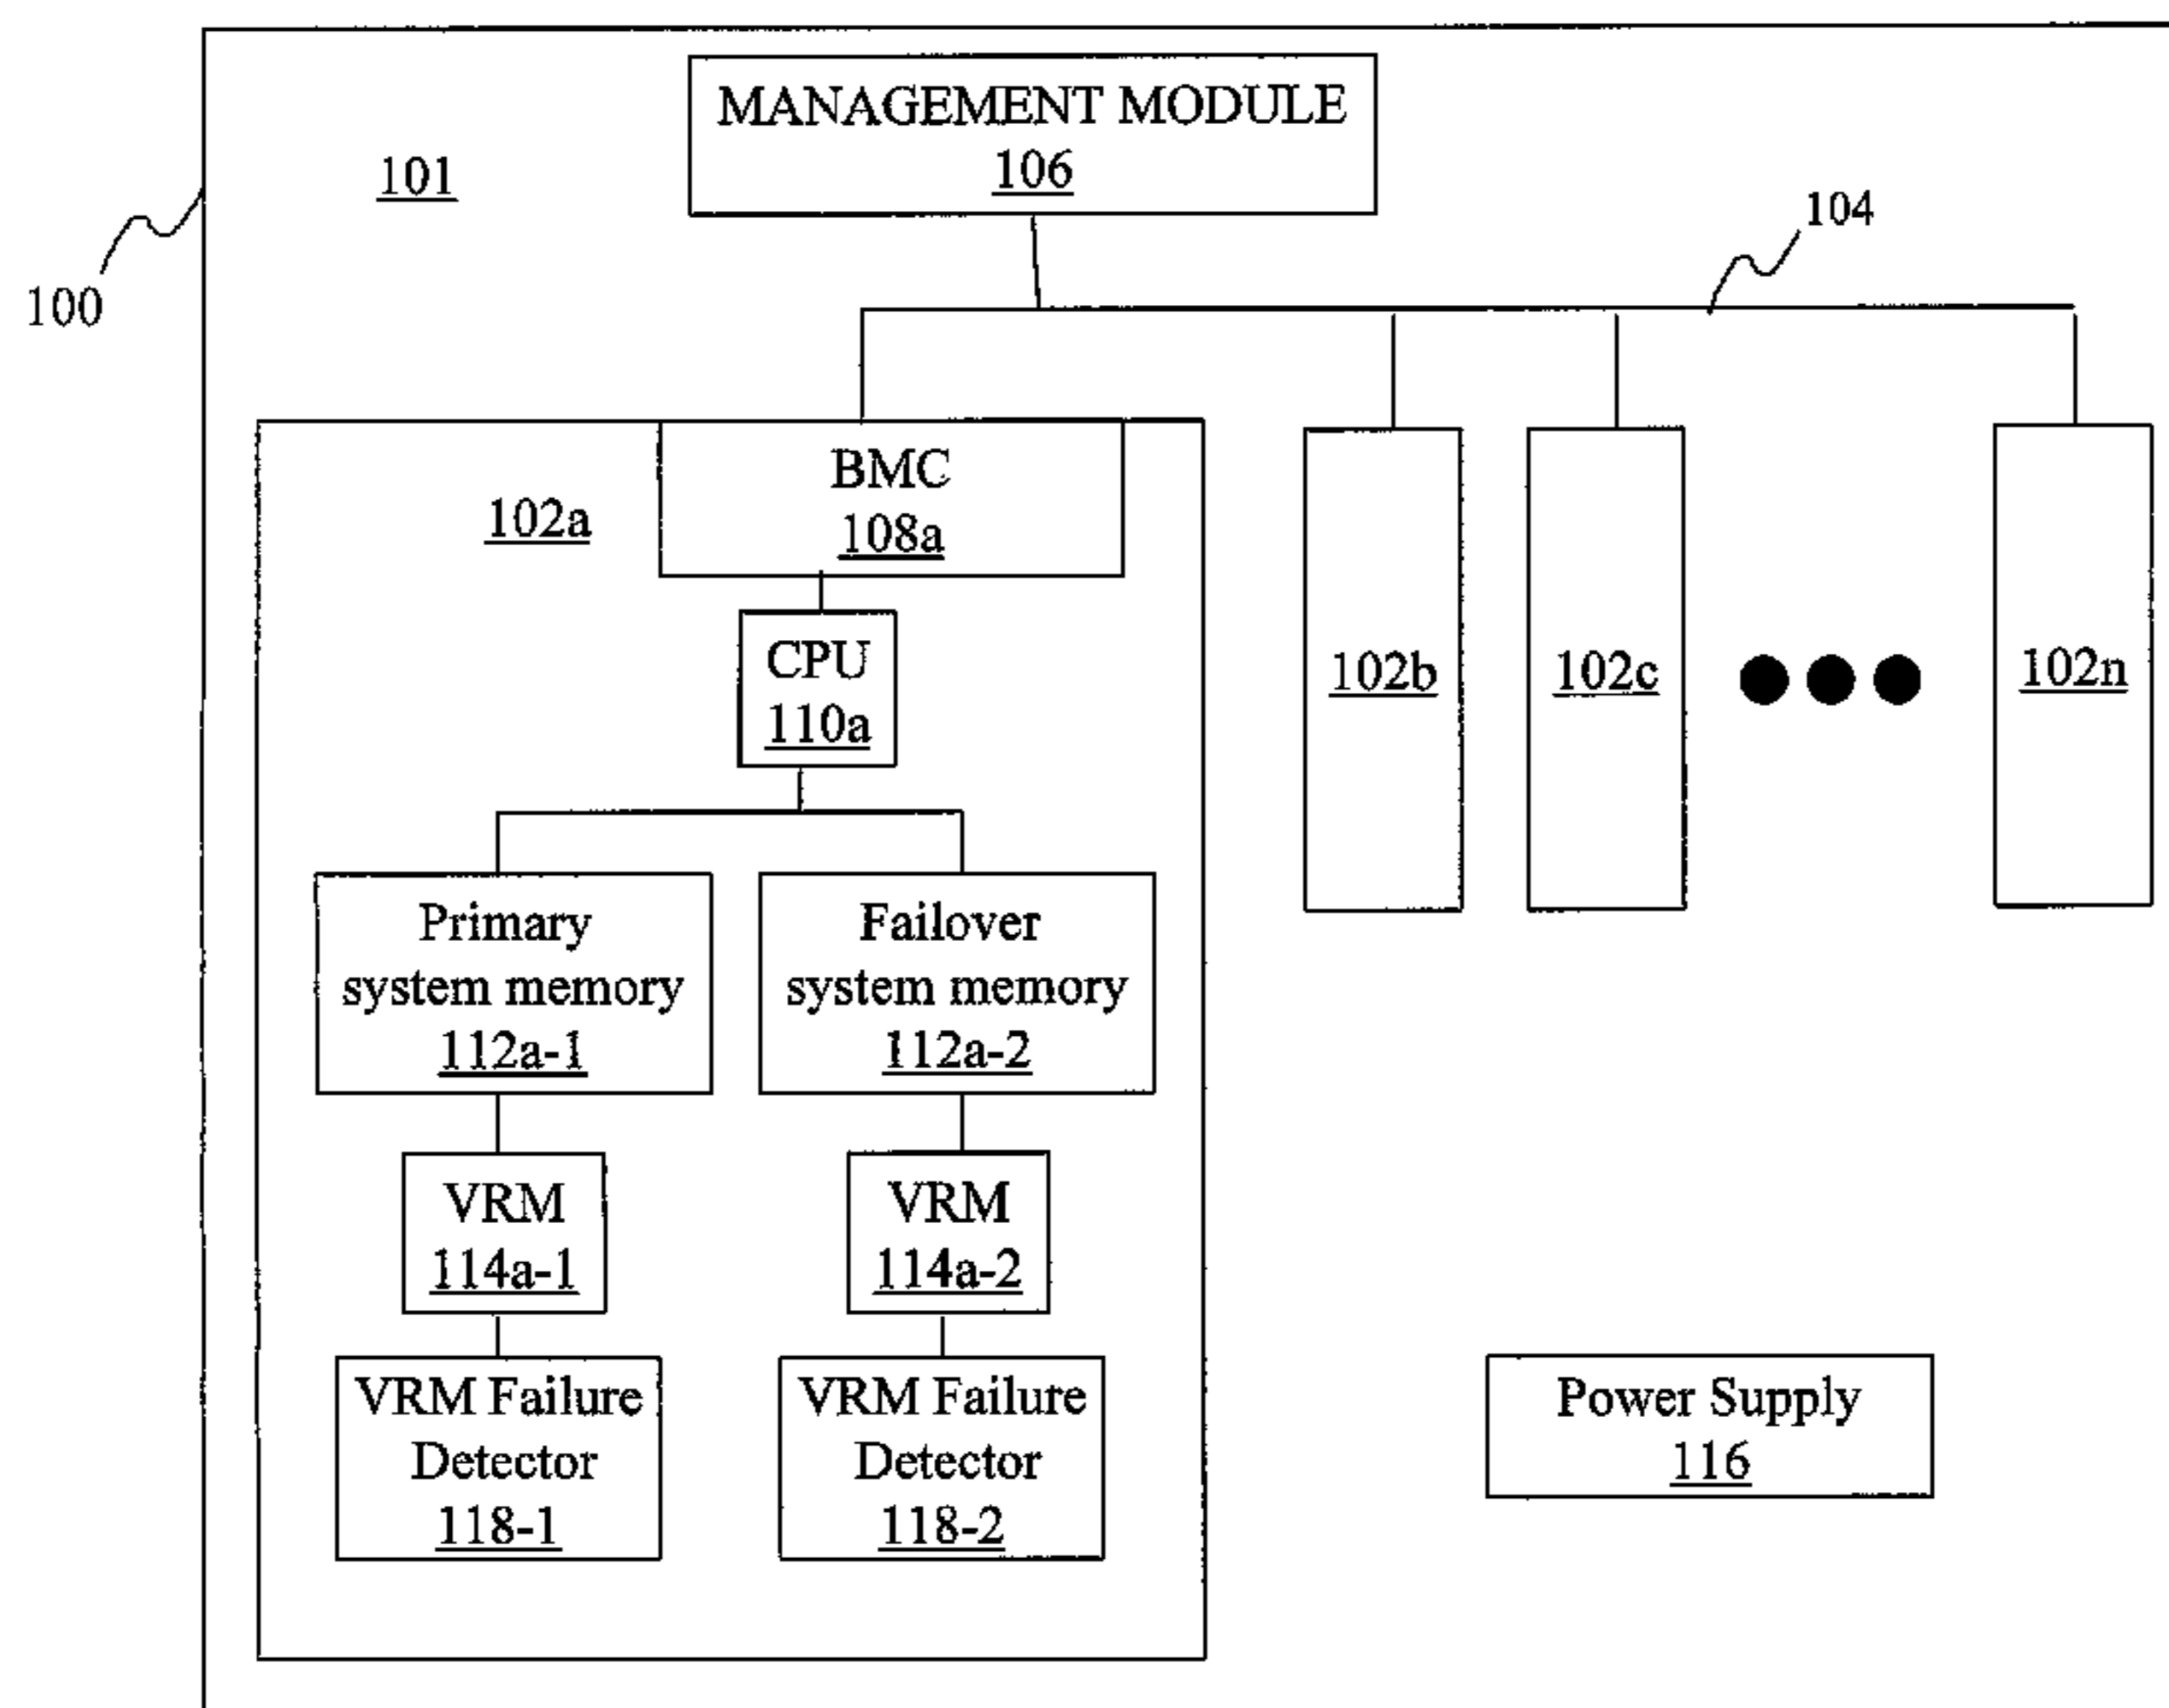 MANAGEMENT MODULE
106
101
104
100
BMC
108a
102a
CPU
110a
102b
102c
102n
Primary
system memory
112a-1
Failover
system memory
112a-2
VRM
114a-1
VRM
114a-2
VRM Failure
Detector
118-1
VRM Failure
Detector
118-2
Power Supply
116